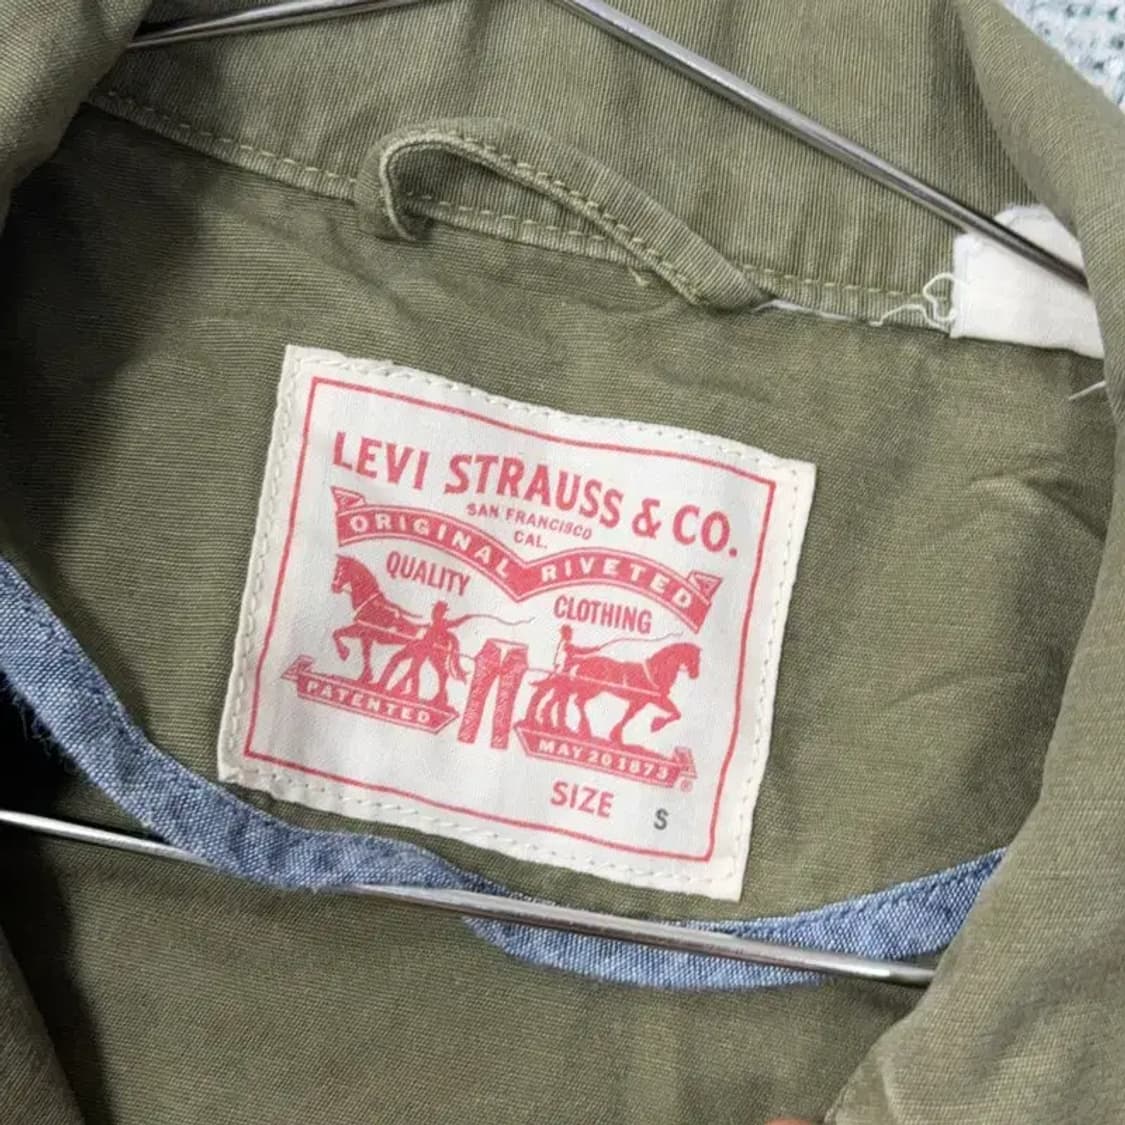 LEVI STRAUSS & CO.
SAN FRANCISCO
CAL.
ORIGINAL RIVETED
QUALITY
CLOTHING
PATENTED
MAY 20 1873
SIZE S